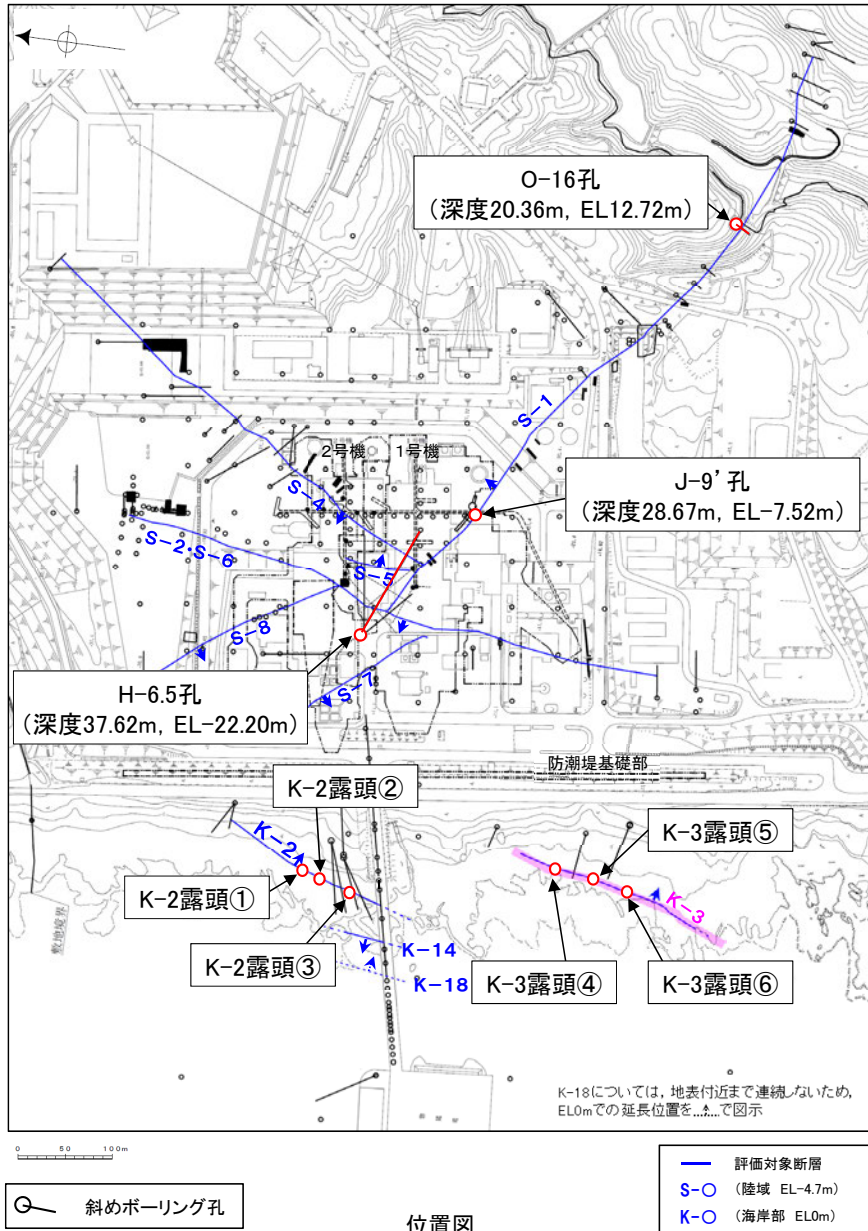 O-16孔
(深度20.36m, EL12.72m)
S-1
2号機
1号機
S-4
J-9’孔
(深度28.67m, EL-7.52m)
S-2・S-6
S-5
S-8
S-7
H-6.5孔
(深度37.62m, EL-22.20m)
防潮堤基礎部
K-2露頭②
K-2
K-3露頭⑤
K-2露頭①
K-3
敷地境界
K-2露頭③
K-14
K-3露頭④
K-3露頭⑥
K-18
K-18については，地表付近まで連続しないため，
EL0mでの延長位置を...▲...で図示
0 50 100m
斜めボーリング孔
位置図
評価対象断層
S-○ (陸域 EL-4.7m)
K-○ (海岸部 EL0m)